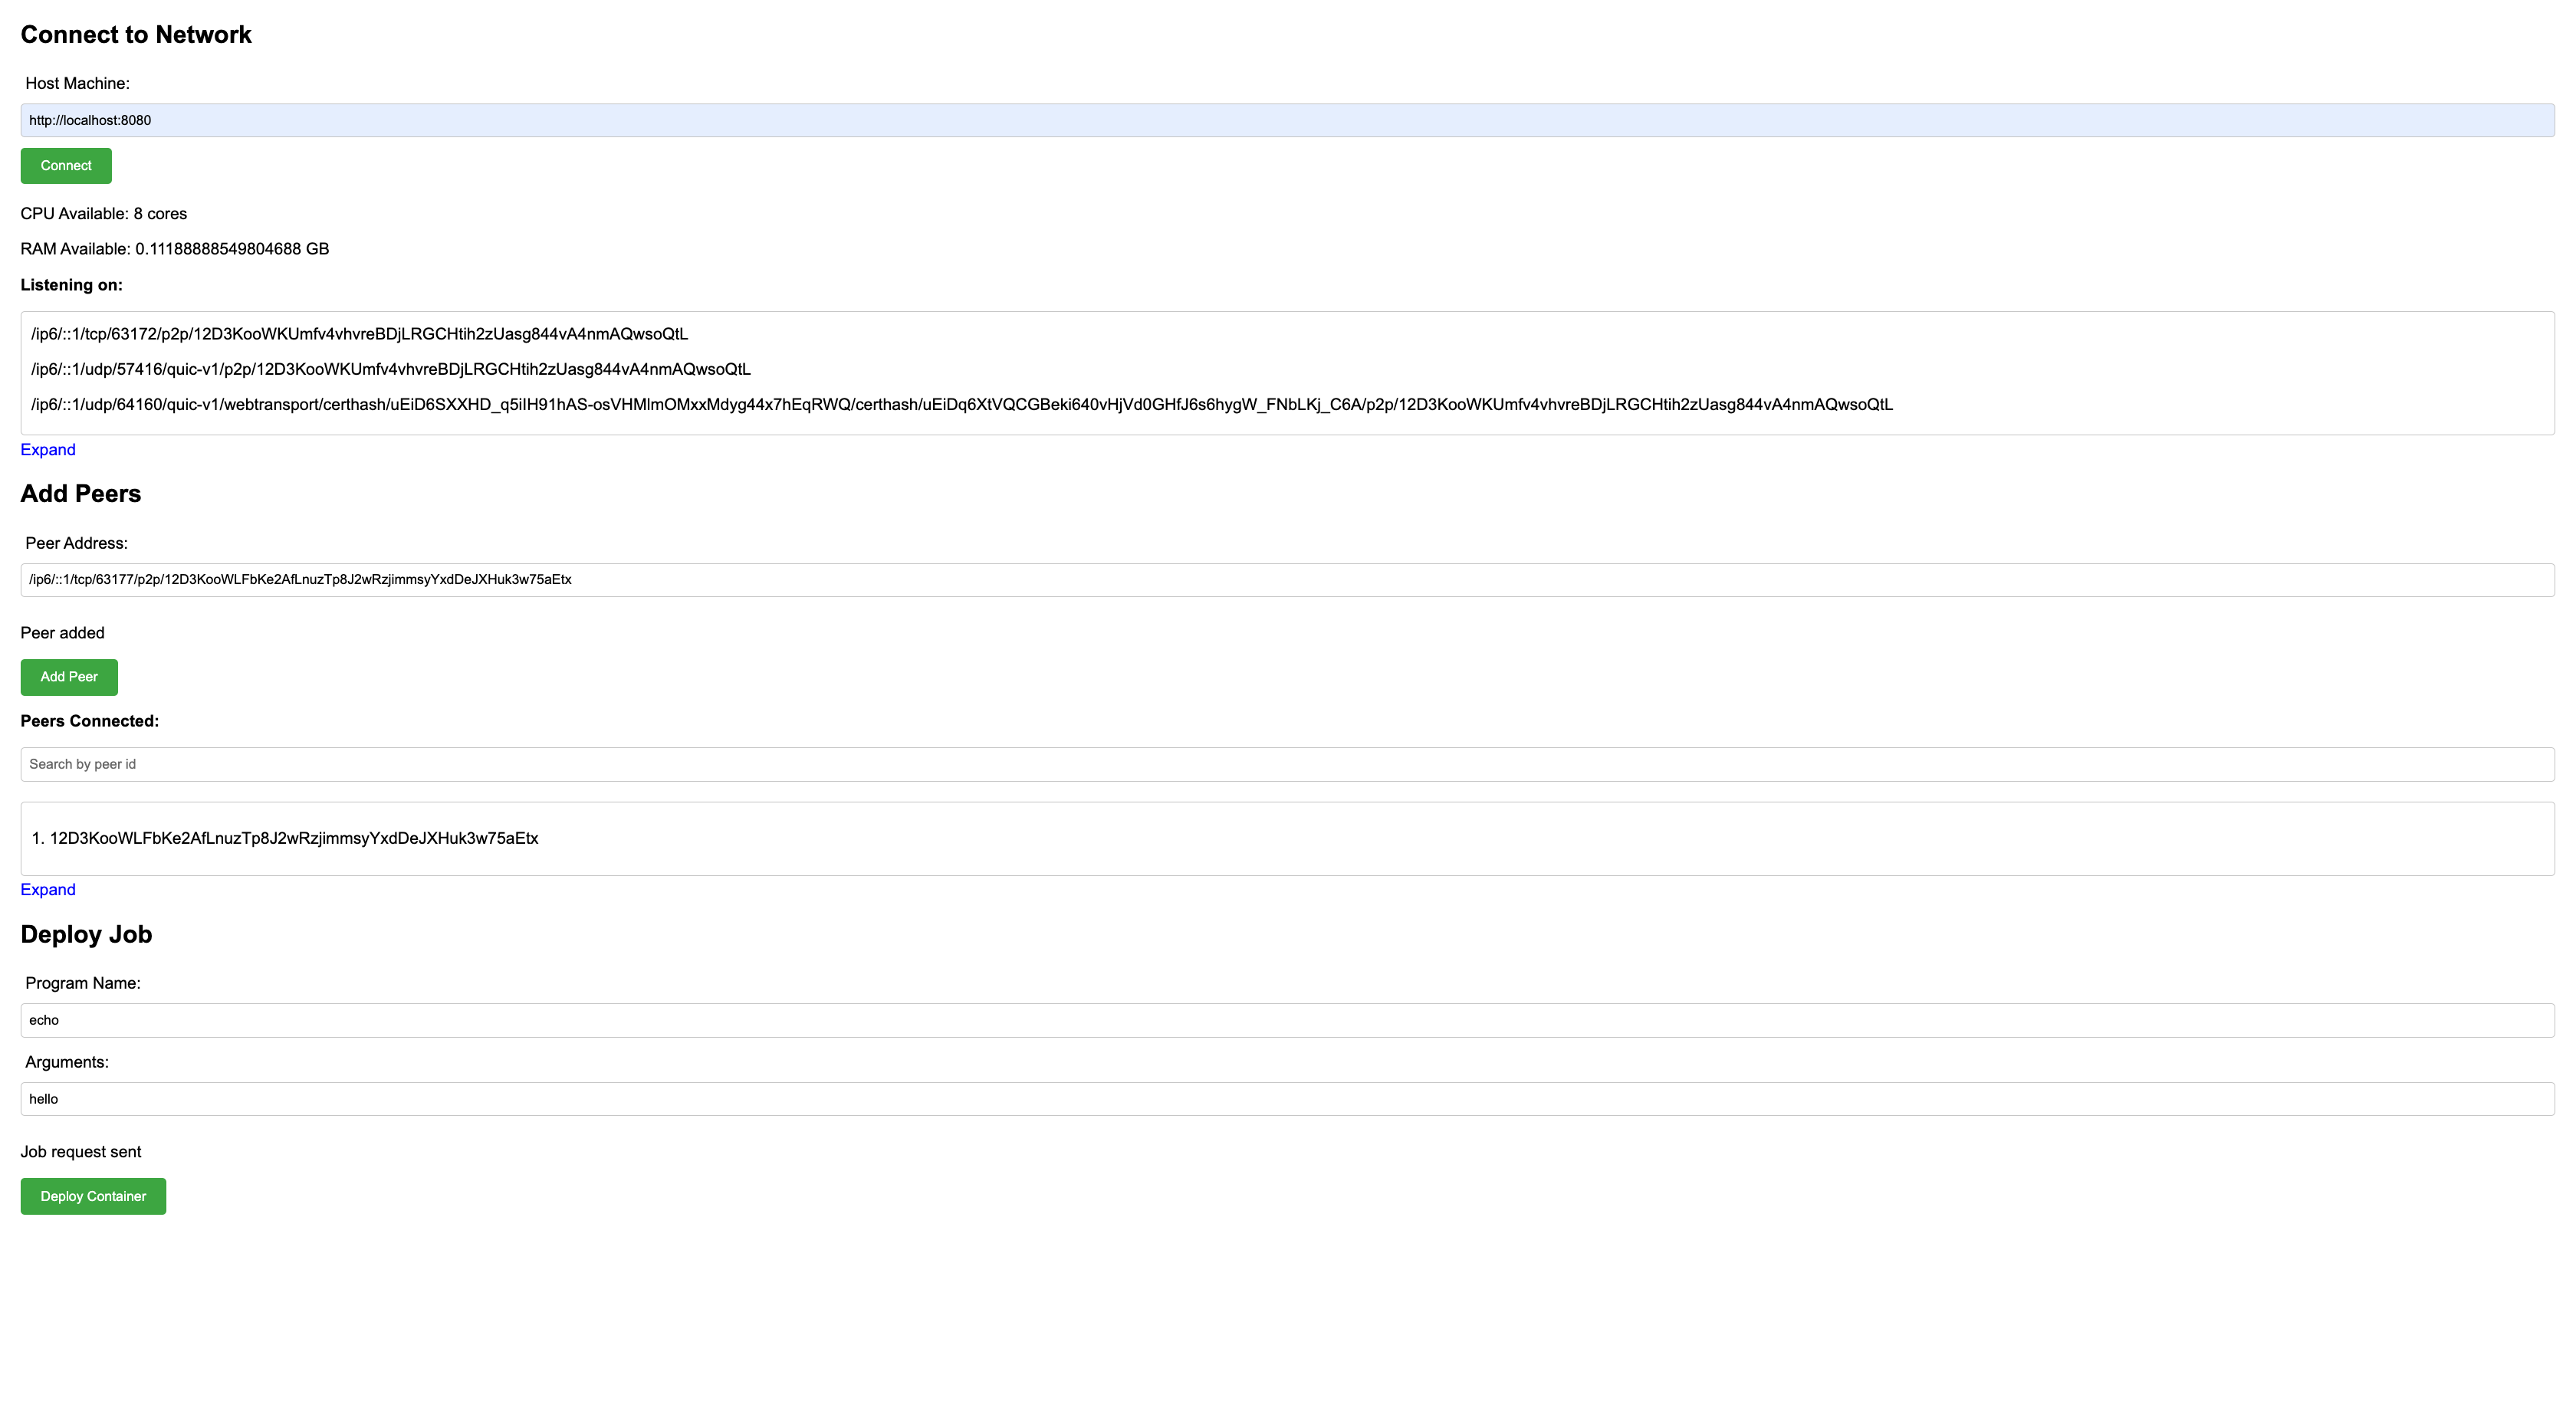 Connect to Network
Host Machine:
http://localhost:8080
Connect
CPU Available: 8 cores
RAM Available: 0.11188888549804688 GB
Listening on:
/ip6/::1/tcp/63172/p2p/12D3KooWKUmfv4vhvreBDjLRGCHtih2zUasg844vA4nmAQwsoQtL
/ip6/::1/udp/57416/quic-v1/p2p/12D3KooWKUmfv4vhvreBDjLRGCHtih2zUasg844vA4nmAQwsoQtL
/ip6/::1/udp/64160/quic-v1/webtransport/certhash/uEiD6SXXHD_q5iIH91hAS-osVHMlmOMxxMdyg44x7hEqRWQ/certhash/uEiDq6XtVQCGBeki640vHjVd0GHfJ6s6hygW_FNbLKj_C6A/p2p/12D3KooWKUmfv4vhvreBDjLRGCHtih2zUasg844vA4nmAQwsoQtL
Expand
Add Peers
Peer Address:
/ip6/::1/tcp/63177/p2p/12D3KooWLFbKe2AfLnuzTp8J2wRzjimmsyYxdDeJXHuk3w75aEtx
Peer added
Add Peer
Peers Connected:
Search by peer id
1. 12D3KooWLFbKe2AfLnuzTp8J2wRzjimmsyYxdDeJXHuk3w75aEtx
Expand
Deploy Job
Program Name:
echo
Arguments:
hello
Job request sent
Deploy Container